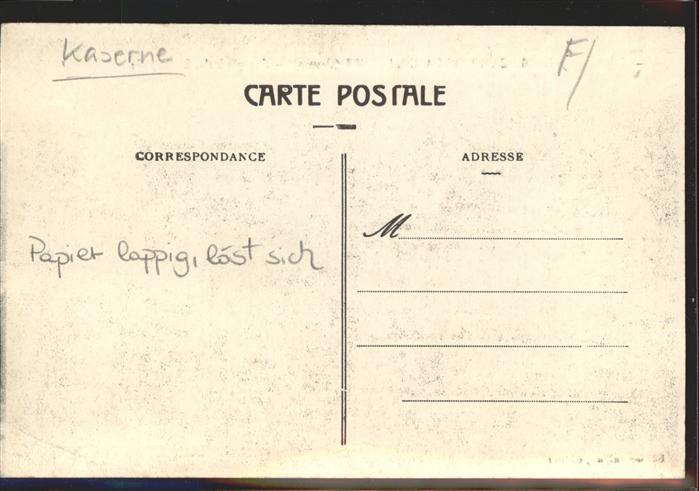 Kaserne
F/
CARTE POSTALE
CORRESPONDANCE
ADRESSE
M
Papier lappig, löst sich